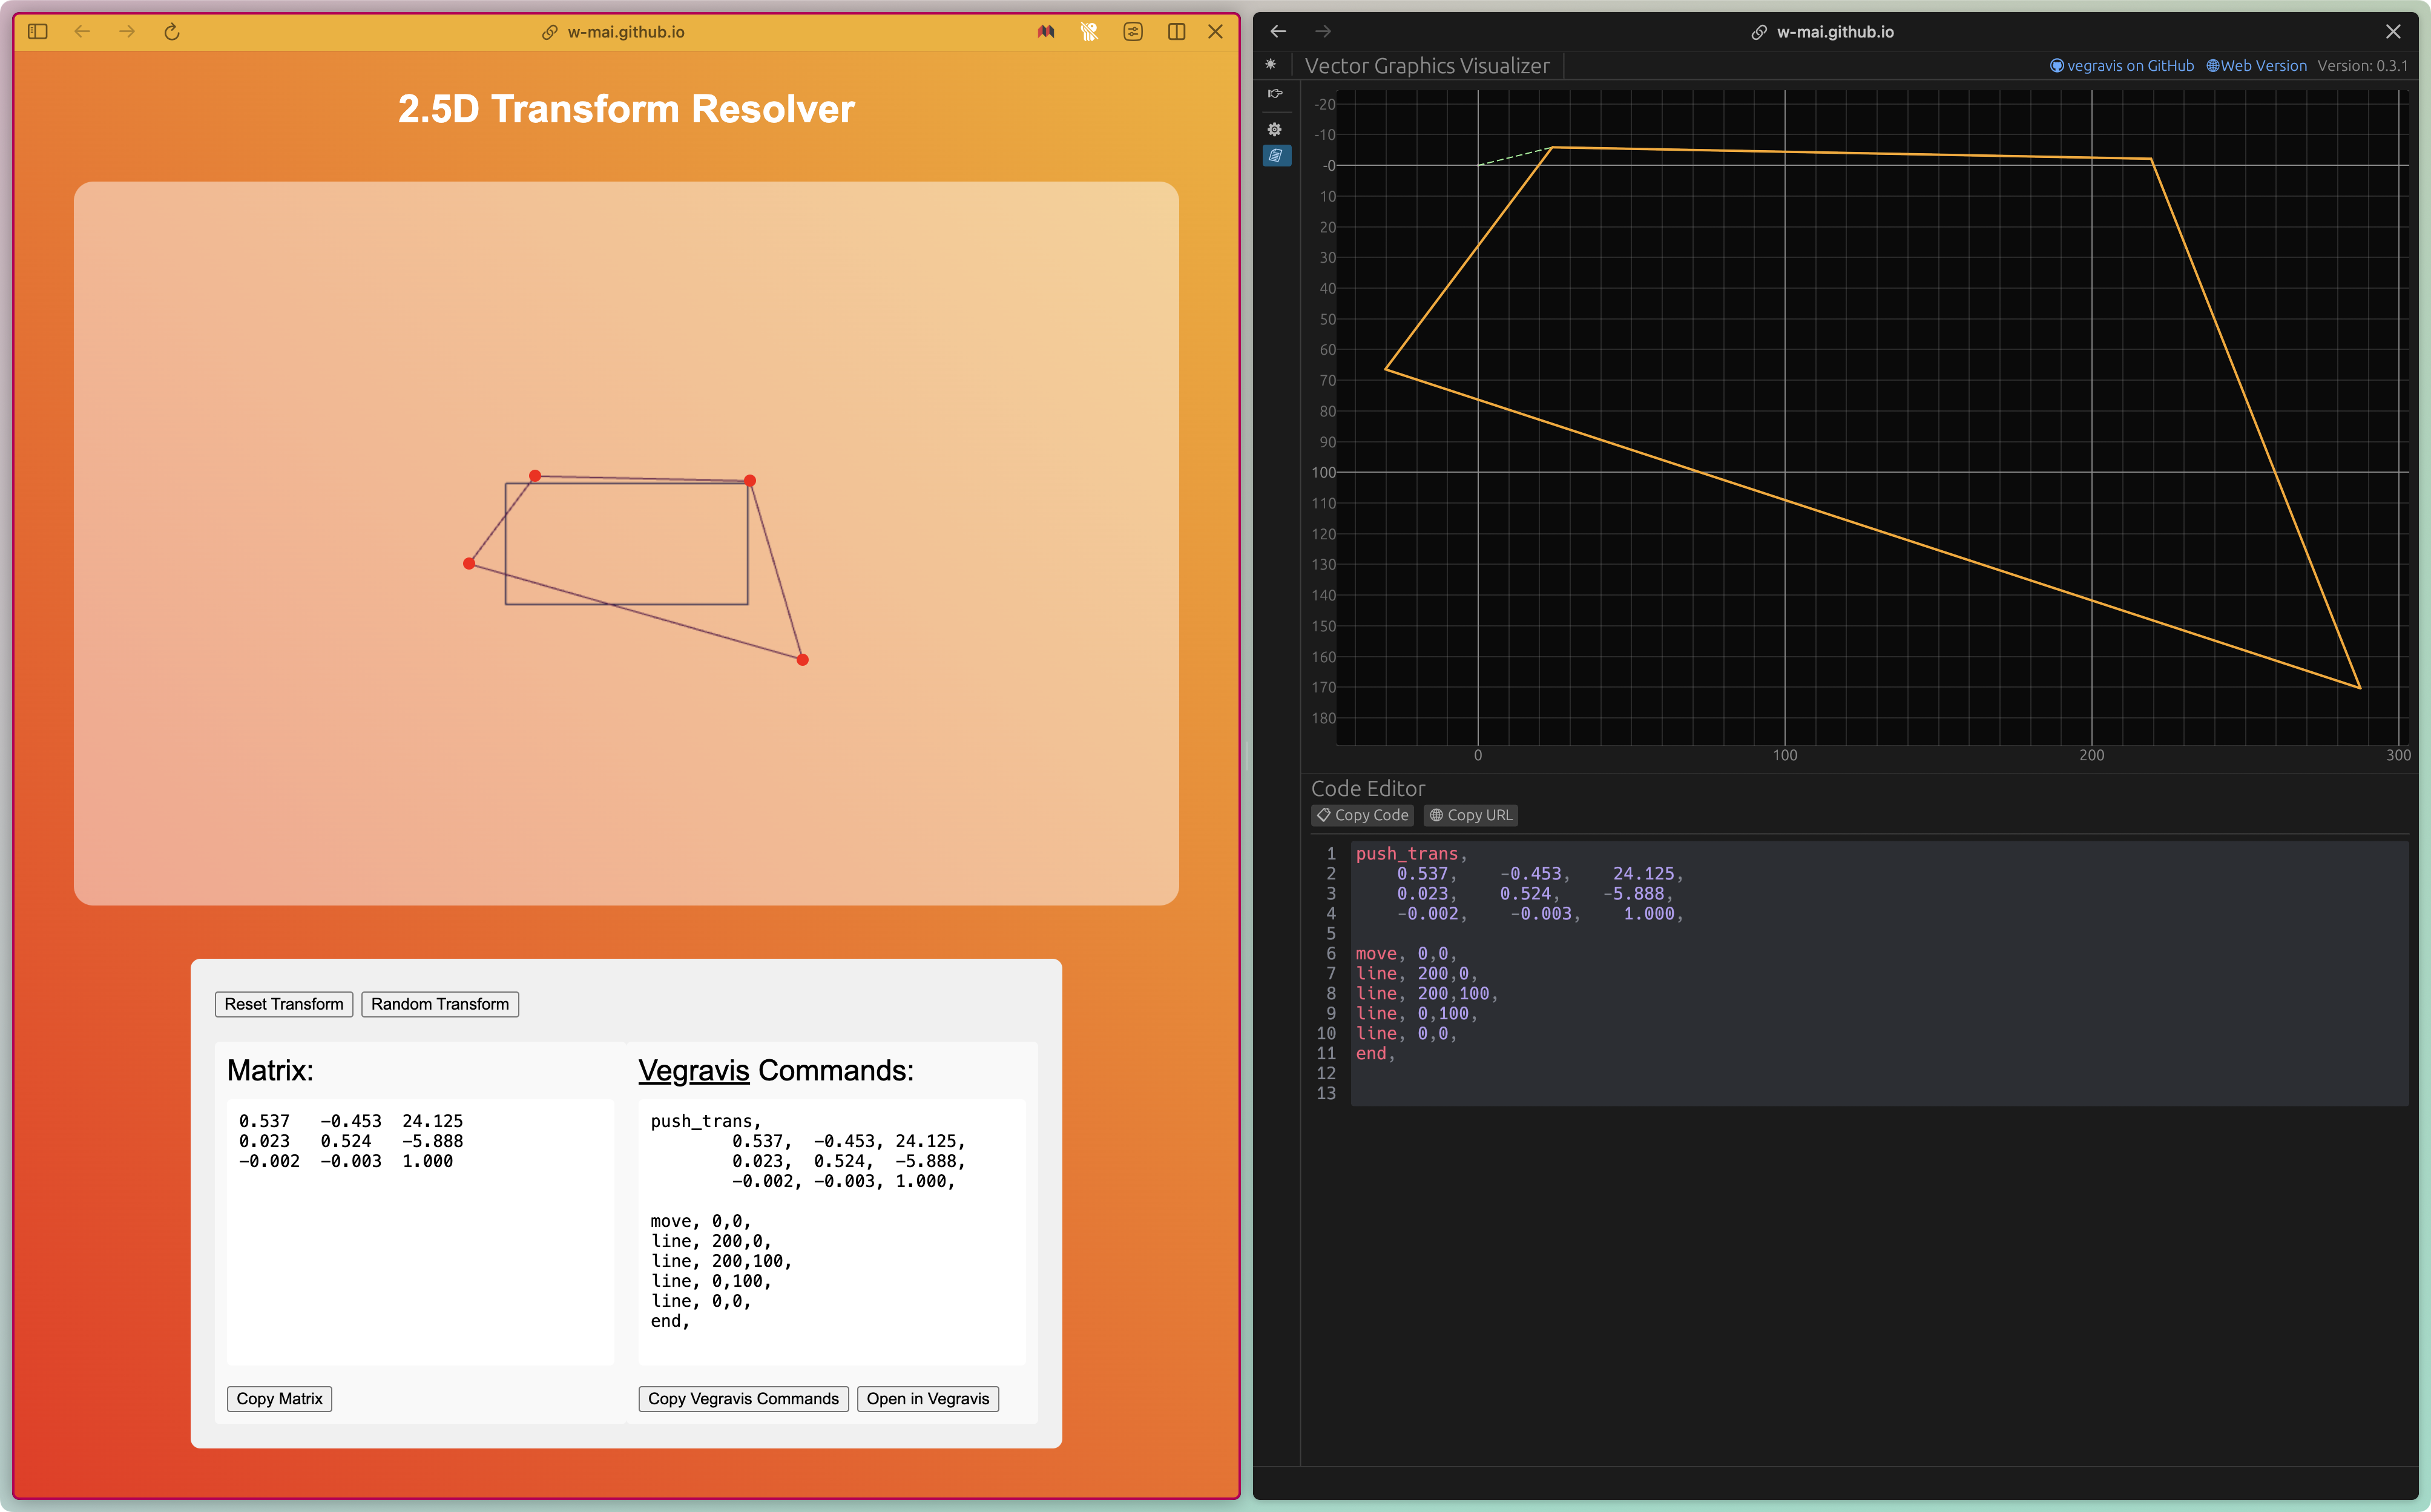 w-mai.github.io
2.5D Transform Resolver
Reset Transform
Random Transform
Matrix:
0.537 -0.453 24.125
0.023 0.524 -5.888
-0.002 -0.003 1.000
Copy Matrix
Vegravis Commands:
push_trans,
0.537, -0.453, 24.125,
0.023, 0.524, -5.888,
-0.002, -0.003, 1.000,
move, 0,0,
line, 200,0,
line, 200,100,
line, 0,100,
line, 0,0,
end,
Copy Vegravis Commands
Open in Vegravis
w-mai.github.io
Vector Graphics Visualizer
vegravis on GitHub
Web Version
Version: 0.3.1
-20
-10
-0
10
20
30
40
50
60
70
80
90
100
110
120
130
140
150
160
170
180
0 100 200 300
Code Editor
Copy Code
Copy URL
1 push_trans,
2 0.537, -0.453, 24.125,
3 0.023, 0.524, -5.888,
4 -0.002, -0.003, 1.000,
5
6 move, 0,0,
7 line, 200,0,
8 line, 200,100,
9 line, 0,100,
10 line, 0,0,
11 end,
12
13